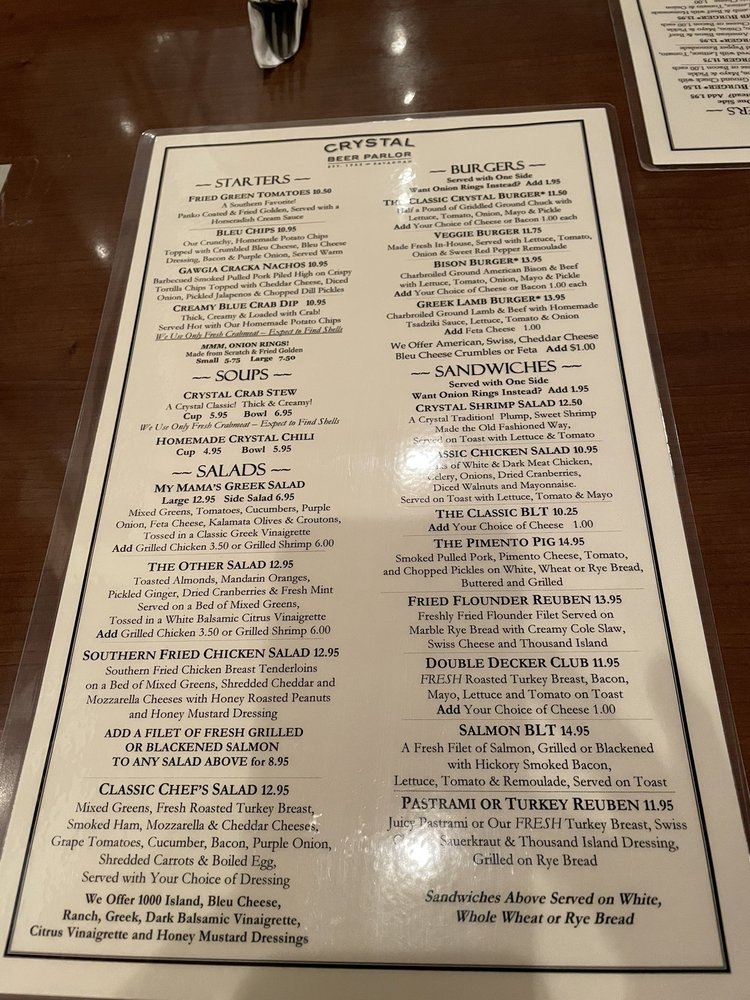 CRYSTAL
BEER PARLOR
~ STARTERS ~
FRIED GREEN TOMATOES 10.50
A Southern Favorite!
Panko Coated & Fried Golden, Served with a
Horseradish Cream Sauce
BLEU CHIPS 10.95
Our Crunchy, Homemade Potato Chips
Topped with Crumbled Bleu Cheese, Bleu Cheese
Dressing, Bacon & Purple Onion, Served Warm
GAWGIA CRACKA NACHOS 10.95
Barbecued Smoked Pulled Pork Piled High on Crispy
Tortilla Chips Topped with Cheddar Cheese, Diced
Onion, Pickled Jalapenos & Chopped Dill Pickles
CREAMY BLUE CRAB DIP 10.95
Thick, Creamy & Loaded with Crab!
Served Hot with Our Homemade Potato Chips
We Use Only Fresh Crabmeat – Expect to Find Shells
MMM, ONION RINGS!
Made from Scratch & Fried Golden
Small 5.75 Large 7.50
~~ SOUPS ~~
CRYSTAL CRAB STEW
A Crystal Classic! Thick & Creamy!
Cup 5.95 Bowl 6.95
We Use Only Fresh Crabmeat – Expect to Find Shells
HOMEMADE CRYSTAL CHILI
Cup 4.95 Bowl 5.95
~~ SALADS ~~
MY MAMA'S GREEK SALAD
Large 12.95 Side Salad 6.95
Mixed Greens, Tomatoes, Cucumbers, Purple
Onion, Feta Cheese, Kalamata Olives & Croutons,
Tossed in a Classic Greek Vinaigrette
Add Grilled Chicken 3.50 or Grilled Shrimp 6.00
THE OTHER SALAD 12.95
Toasted Almonds, Mandarin Oranges,
Pickled Ginger, Dried Cranberries & Fresh Mint
Served on a Bed of Mixed Greens,
Tossed in a White Balsamic Citrus Vinaigrette
Add Grilled Chicken 3.50 or Grilled Shrimp 6.00
SOUTHERN FRIED CHICKEN SALAD 12.95
Southern Fried Chicken Breast Tenderloins
on a Bed of Mixed Greens, Shredded Cheddar and
Mozzarella Cheeses with Honey Roasted Peanuts
and Honey Mustard Dressing
ADD A FILET OF FRESH GRILLED
OR BLACKENED SALMON
TO ANY SALAD ABOVE for 8.95
CLASSIC CHEF'S SALAD 12.95
Mixed Greens, Fresh Roasted Turkey Breast,
Smoked Ham, Mozzarella & Cheddar Cheeses,
Grape Tomatoes, Cucumber, Bacon, Purple Onion,
Shredded Carrots & Boiled Egg,
Served with Your Choice of Dressing
We Offer 1000 Island, Bleu Cheese,
Ranch, Greek, Dark Balsamic Vinaigrette,
Citrus Vinaigrette and Honey Mustard Dressings
~~ BURGERS ~~
Served with One Side
Want Onion Rings Instead? Add 1.95
THE CLASSIC CRYSTAL BURGER* 11.50
Half a Pound of Griddled Ground Chuck with
Lettuce, Tomato, Onion, Mayo & Pickle
Add Your Choice of Cheese or Bacon 1.00 each
VEGGIE BURGER 11.75
Made Fresh In-House, Served with Lettuce, Tomato,
Onion & Sweet Red Pepper Remoulade
BISON BURGER* 13.95
Charbroiled Ground American Bison & Beef
with Lettuce, Tomato, Onion, Mayo & Pickle
Add Your Choice of Cheese or Bacon 1.00 each
GREEK LAMB BURGER* 13.95
Charbroiled Ground Lamb & Beef with Homemade
Tsadziki Sauce, Lettuce, Tomato & Onion
Add Feta Cheese 1.00
We Offer American, Swiss, Cheddar Cheese
Bleu Cheese Crumbles or Feta Add $1.00
~~ SANDWICHES ~~
Served with One Side
Want Onion Rings Instead? Add 1.95
CRYSTAL SHRIMP SALAD 12.50
A Crystal Tradition! Plump, Sweet Shrimp
Made the Old Fashioned Way,
Served on Toast with Lettuce & Tomato
CLASSIC CHICKEN SALAD 10.95
of White & Dark Meat Chicken,
Celery, Onions, Dried Cranberries,
Diced Walnuts and Mayonnaise.
Served on Toast with Lettuce, Tomato & Mayo
THE CLASSIC BLT 10.25
Add Your Choice of Cheese 1.00
THE PIMENTO PIG 14.95
Smoked Pulled Pork, Pimento Cheese, Tomato,
and Chopped Pickles on White, Wheat or Rye Bread,
Buttered and Grilled
FRIED FLOUNDER REUBEN 13.95
Freshly Fried Flounder Filet Served on
Marble Rye Bread with Creamy Cole Slaw,
Swiss Cheese and Thousand Island
DOUBLE DECKER CLUB 11.95
FRESH Roasted Turkey Breast, Bacon,
Mayo, Lettuce and Tomato on Toast
Add Your Choice of Cheese 1.00
SALMON BLT 14.95
A Fresh Filet of Salmon, Grilled or Blackened
with Hickory Smoked Bacon,
Lettuce, Tomato & Remoulade, Served on Toast
PASTRAMI OR TURKEY REUBEN 11.95
Juicy Pastrami or Our FRESH Turkey Breast, Swiss
Sauerkraut & Thousand Island Dressing,
Grilled on Rye Bread
Sandwiches Above Served on White,
Whole Wheat or Rye Bread